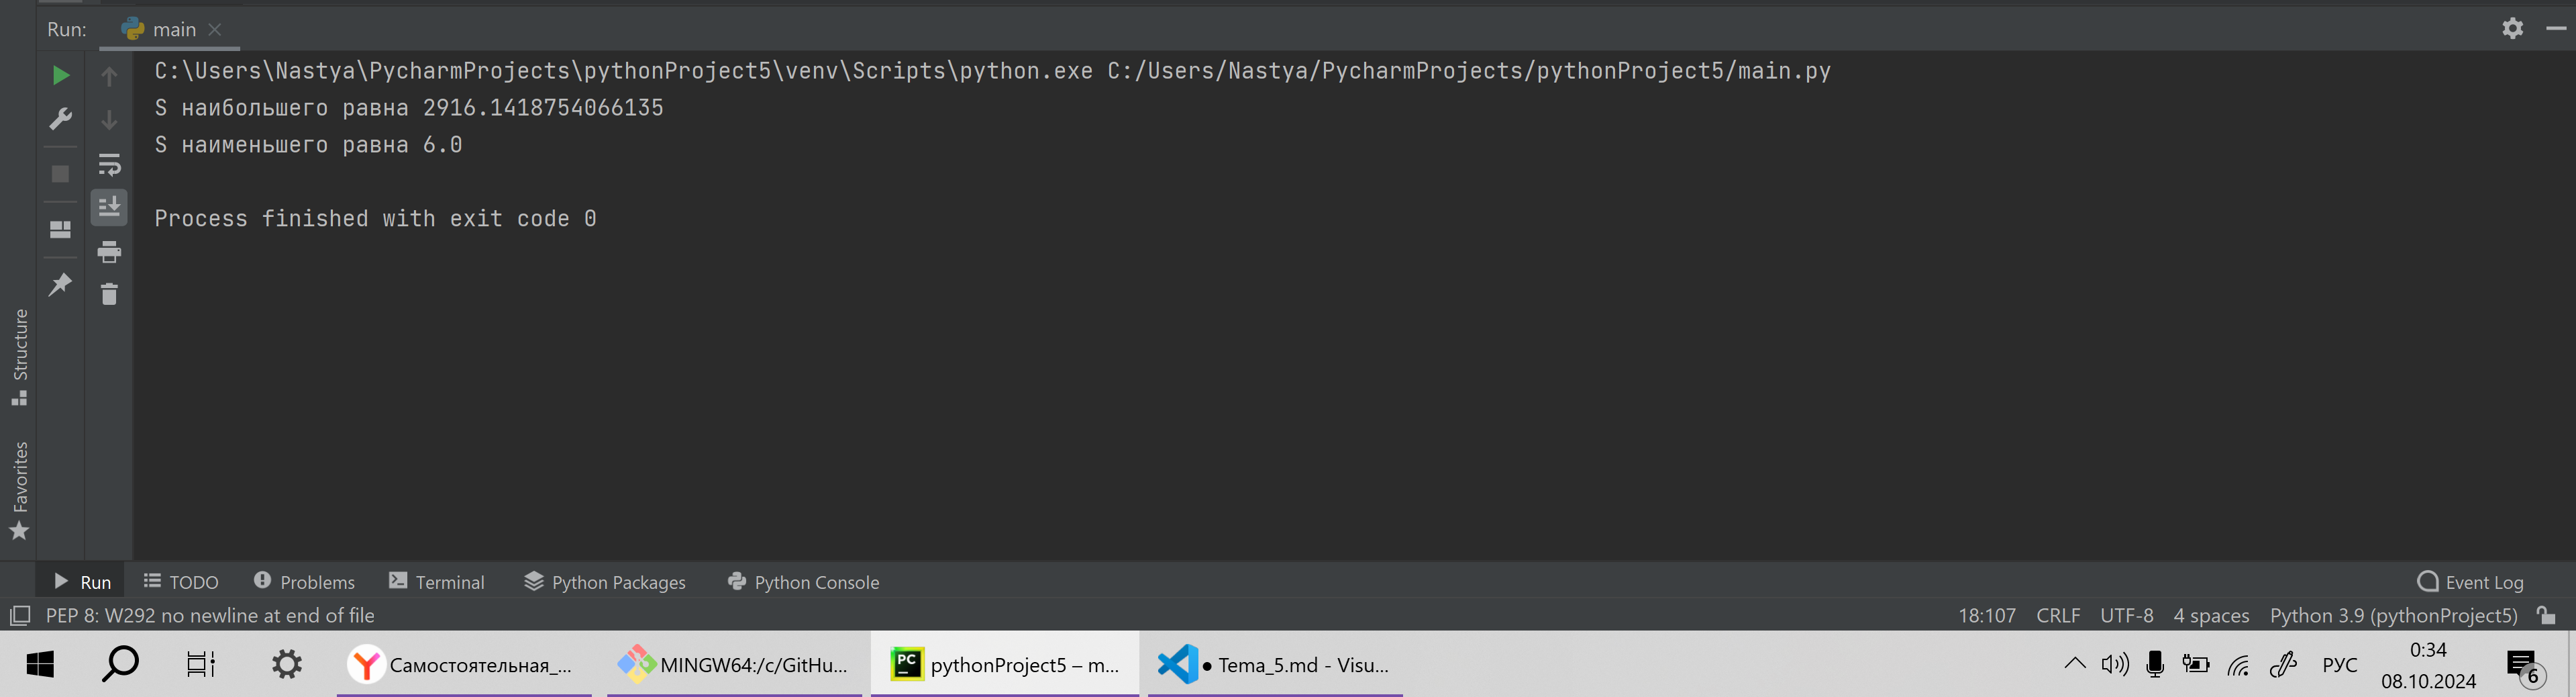 Run: main
C:\Users\Nastya\PycharmProjects\pythonProject5\venv\Scripts\python.exe C:/Users/Nastya/PycharmProjects/pythonProject5/main.py
S наибольшего равна 2916.1418754066135
S наименьшего равна 6.0
Process finished with exit code 0
Structure
Favorites
Run TODO Problems Terminal Python Packages Python Console Event Log
PEP 8: W292 no newline at end of file 18:107 CRLF UTF-8 4 spaces Python 3.9 (pythonProject5)
Самостоятельная_... MINGW64:/c/GitHu... PC pythonProject5 – m... ● Tema_5.md - Visu... РУС 0:34
08.10.2024 6